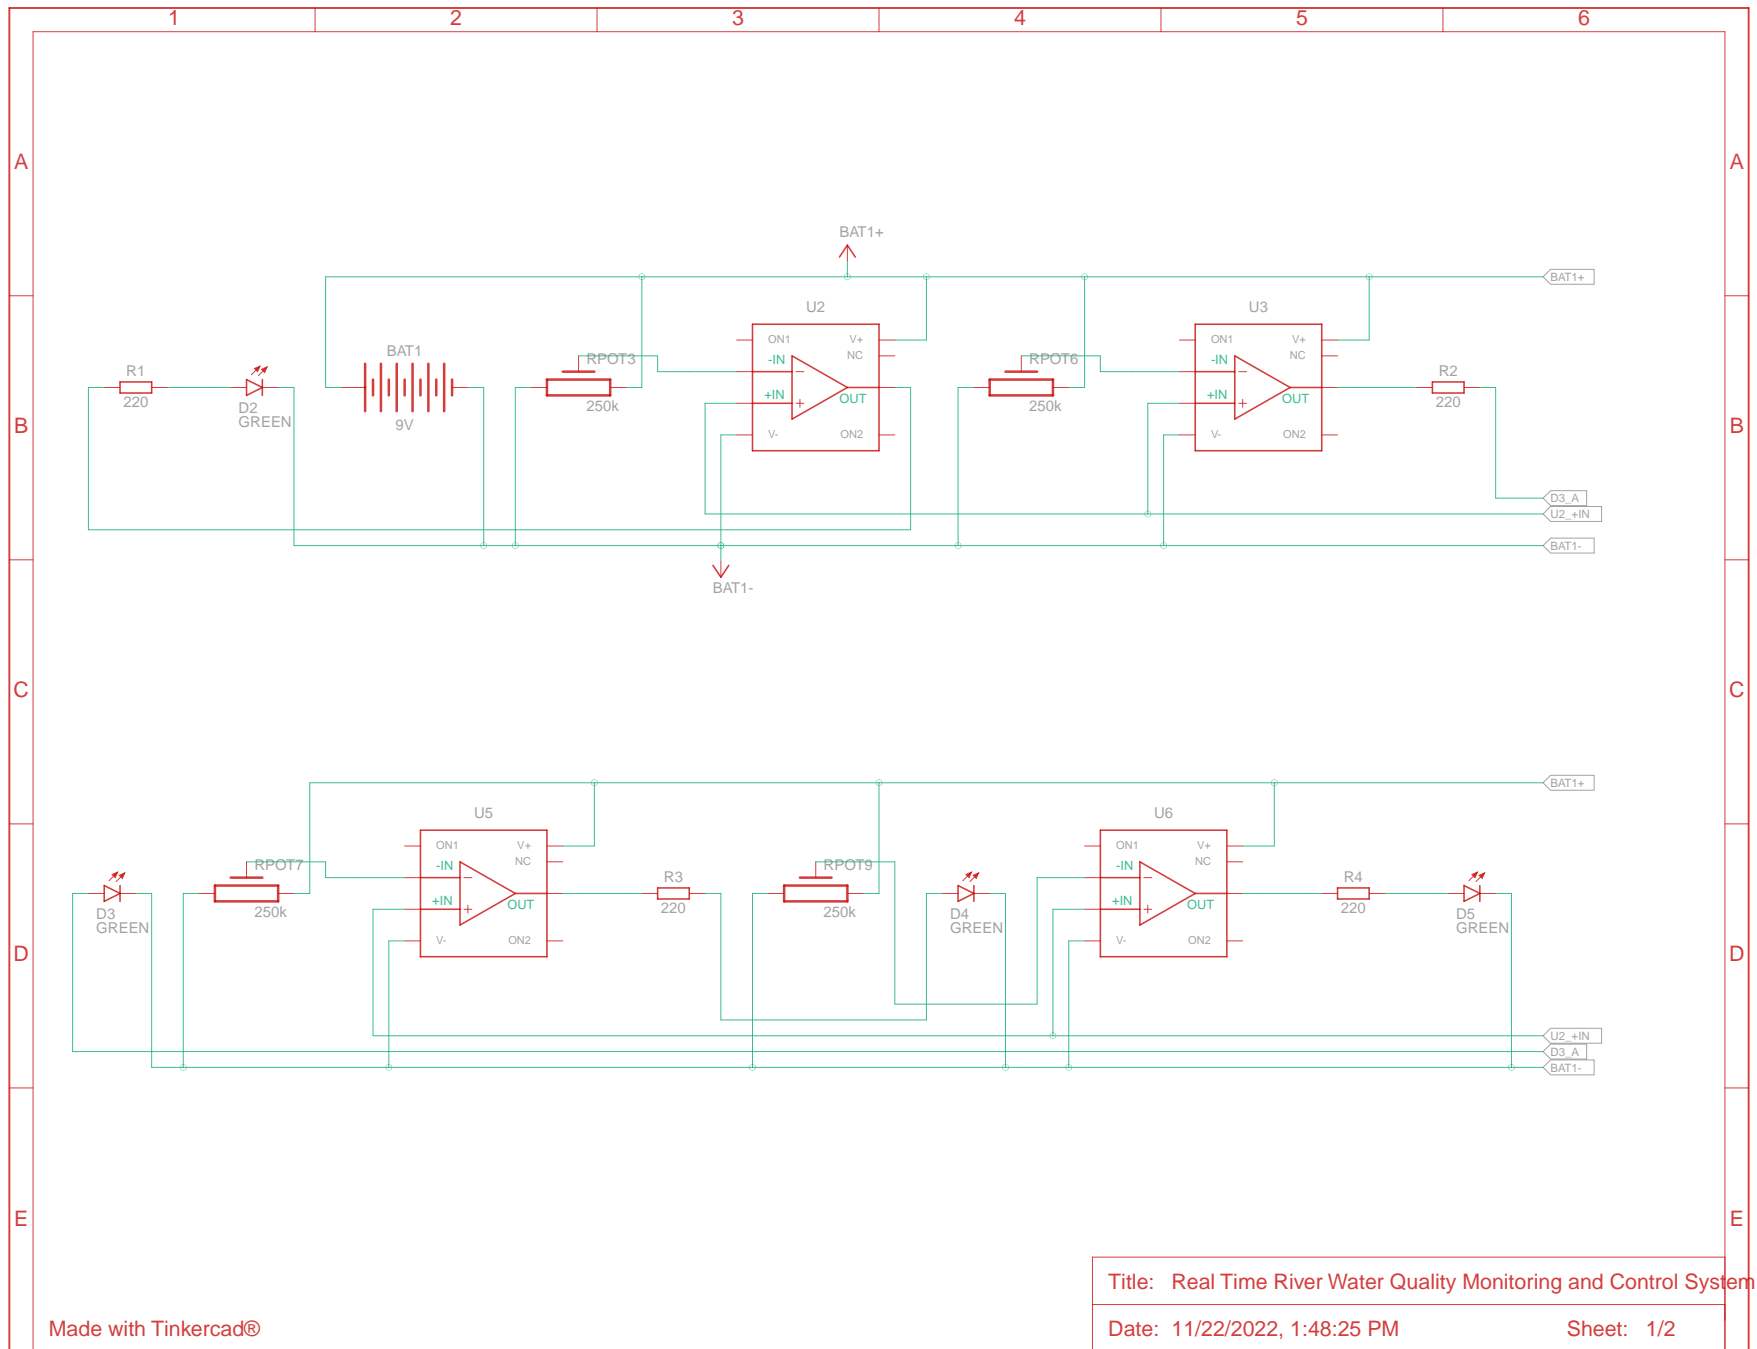 1 2 3 4 5 6
A A
BAT1+
BAT1+
U2 U3
ON1 V+ ON1 V+
BAT1 RPOT3 NC RPOT6 NC
-IN -IN
R1 R2
220 D2 +IN OUT +IN OUT 220
GREEN 9V 250k 250k
B B
V- ON2 V- ON2
D3_A
U2_+IN
BAT1-
BAT1-
C C
BAT1+
U5 U6
D D
ON1 V+ ON1 V+
RPOT7 -IN NC RPOT9 -IN NC
R3 R4
D3 250k +IN OUT 220 250k D4 +IN OUT 220 D5
GREEN GREEN GREEN
V- ON2 V- ON2
U2_+IN
D3_A
BAT1-
E E
Title: Real Time River Water Quality Monitoring and Control System
Made with Tinkercad® Date: 11/22/2022, 1:48:25 PM Sheet: 1/2